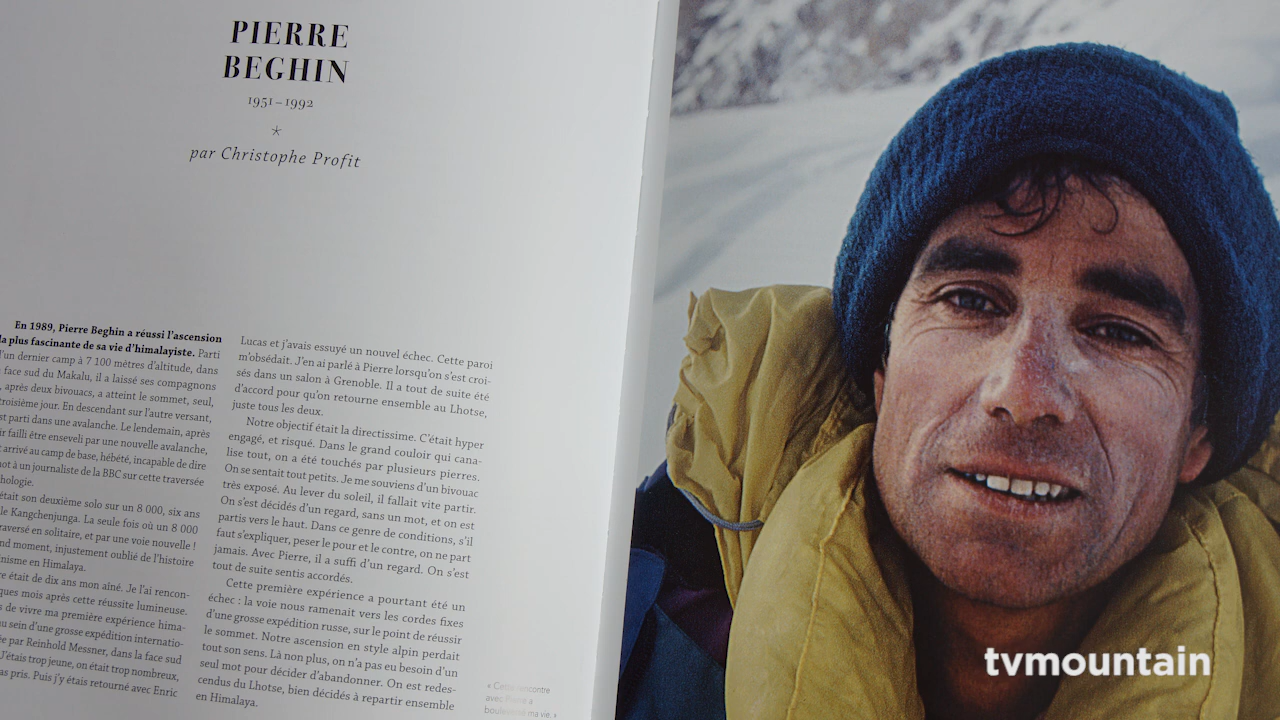 PIERRE
BEGHIN
1951–1992
*
par Christophe Profit
En 1989, Pierre Beghin a réussi l'ascension
la plus fascinante de sa vie d'himalayiste. Parti
d'un dernier camp à 7 100 mètres d'altitude, dans
face sud du Makalu, il a laissé ses compagnons
, après deux bivouacs, a atteint le sommet, seul,
troisième jour. En descendant sur l'autre versant,
est parti dans une avalanche. Le lendemain, après
failli être enseveli par une nouvelle avalanche,
arrivé au camp de base, hébété, incapable de dire
mot à un journaliste de la BBC sur cette traversée
était son deuxième solo sur un 8 000, six ans
le Kangchenjunga. La seule fois où un 8 000
traversé en solitaire, et par une nouvelle voie !
moment, injustement oublié de l'histoire
en Himalaya.
était de dix ans mon aîné. Je l'ai rencon-
ques mois après cette réussite lumineuse.
de vivre ma première expérience hima-
au sein d'une grosse expédition internatio-
par Reinhold Messner, dans la face sud
J'étais trop jeune, on était trop nombreux,
pris. Puis j'y étais retourné avec Enric
Lucas et j'avais essuyé un nouvel échec. Cette paroi
m'obsédait. J'en ai parlé à Pierre lorsqu'on s'est croi-
sés dans un salon à Grenoble. Il a tout de suite été
d'accord pour qu'on retourne ensemble au Lhotse,
juste tous les deux.
Notre objectif était la directissime. C'était hyper
engagé, et risqué. Dans le grand couloir qui cana-
lise tout, on a été touchés par plusieurs pierres.
On se sentait tout petits. Je me souviens d'un bivouac
très exposé. Au lever du soleil, il fallait vite partir.
On s'est décidés d'un regard, sans un mot, et on est
partis vers le haut. Dans ce genre de conditions, s'il
faut s'expliquer, peser le pour et le contre, on ne part
jamais. Avec Pierre, il a suffi d'un regard. On s'est
tout de suite sentis accordés.
Cette première expérience a pourtant été un
échec : la voie nous ramenait vers les cordes fixes
d'une grosse expédition russe, sur le point de réussir
le sommet. Notre ascension en style alpin perdait
tout son sens. Là non plus, on n'a pas eu besoin d'un
seul mot pour décider d'abandonner. On est redes-
cendus du Lhotse, bien décidés à repartir ensemble
en Himalaya.
« Cette rencontre
avec Pierre a
bouleversé ma vie. »
tvmountain